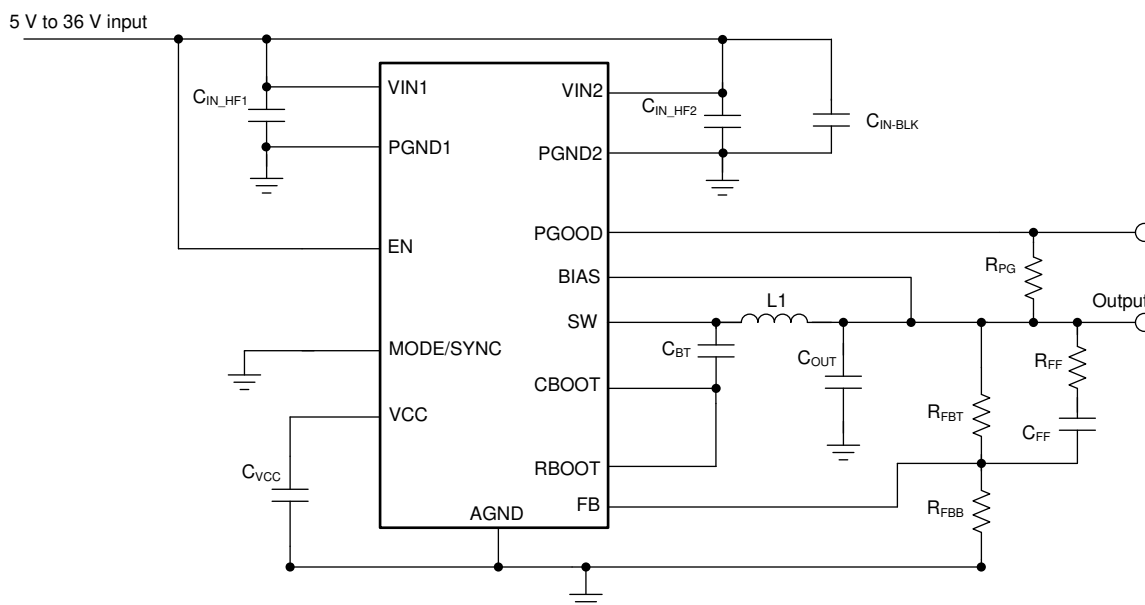 5 V to 36 V input
VIN1
VIN2
C_IN_HF1
C_IN_HF2
C_IN-BLK
PGND1
PGND2
PGOOD
EN
R_PG
BIAS
L1
Output
SW
MODE/SYNC
C_BT
C_OUT
R_FF
CBOOT
VCC
R_FBT
C_FF
RBOOT
C_VCC
FB
R_FBB
AGND